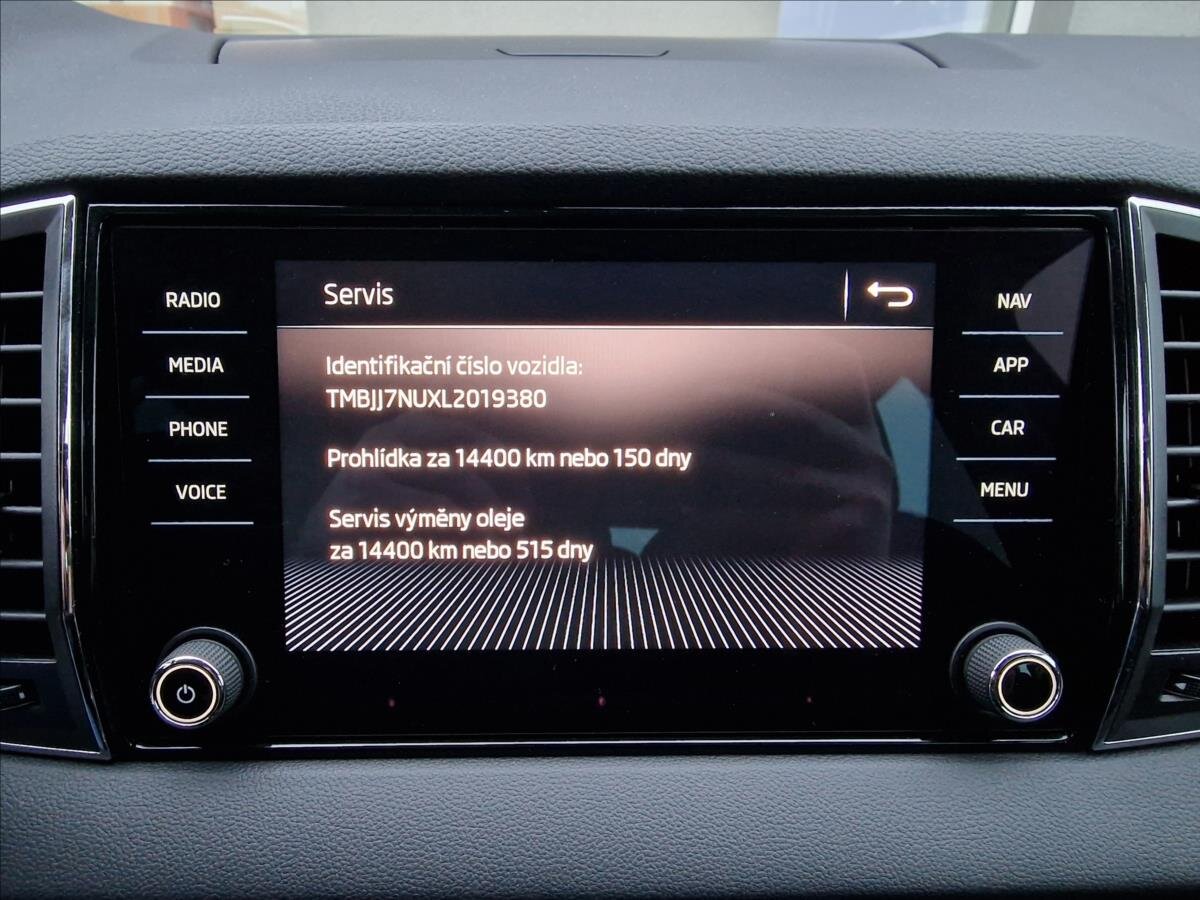 Servis
RADIO
MEDIA
PHONE
VOICE
Identifikační číslo vozidla:
TMBJJ7NUXL2019380
Prohlídka za 14400 km nebo 150 dny
Servis výměny oleje
za 14400 km nebo 515 dny
NAV
APP
CAR
MENU